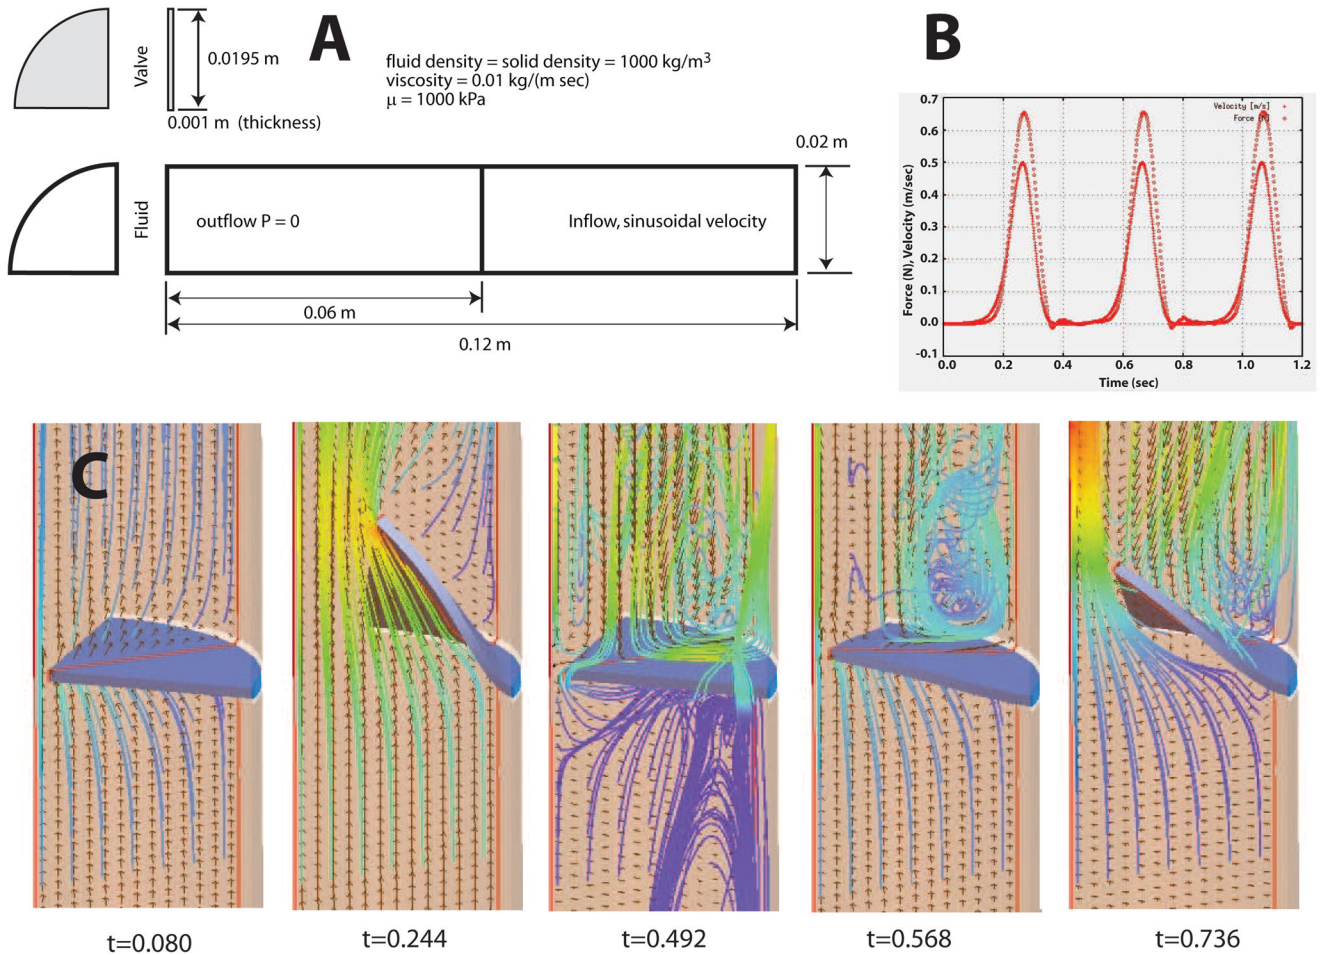 A
Valve
0.0195 m
0.001 m (thickness)
fluid density = solid density = 1000 kg/m³
viscosity = 0.01 kg/(m sec)
μ = 1000 kPa
Fluid
outflow P = 0
Inflow, sinusoidal velocity
0.02 m
0.06 m
0.12 m
B
Velocity [m/s]
Force [N]
Force (N), Velocity (m/sec)
0.7
0.6
0.5
0.4
0.3
0.2
0.1
0.0
-0.1
0.0 0.2 0.4 0.6 0.8 1.0 1.2
Time (sec)
C
t=0.080
t=0.244
t=0.492
t=0.568
t=0.736